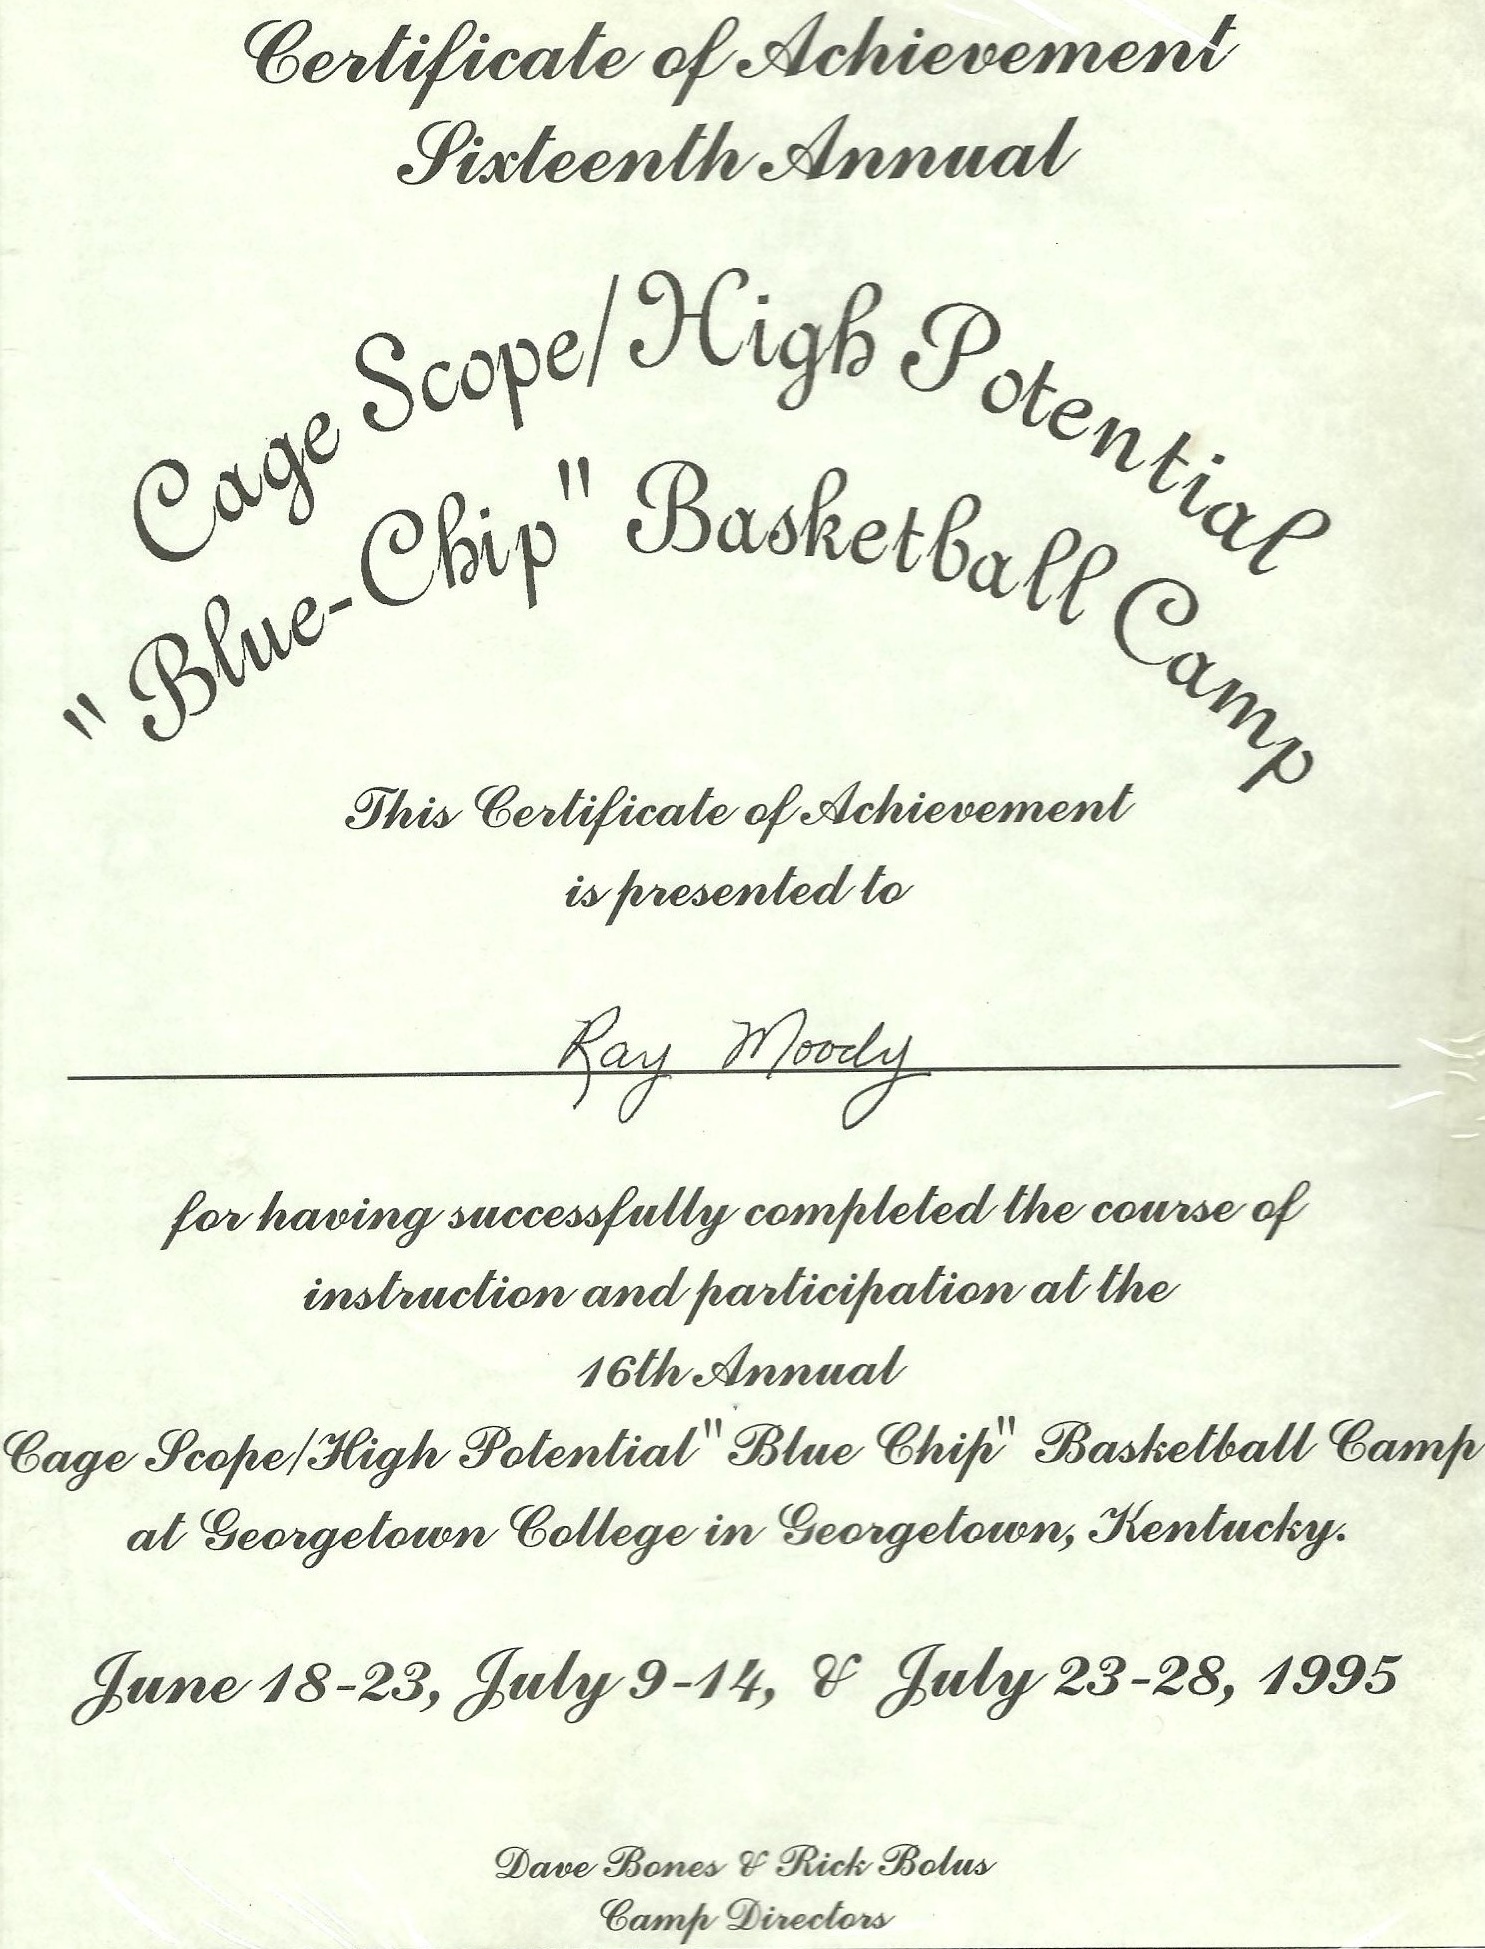 Certificate of Achievement
Sixteenth Annual
Cage Scope/High Potential
"Blue-Chip" Basketball Camp
This Certificate of Achievement
is presented to
Ray Moody
for having successfully completed the course of
instruction and participation at the
16th Annual
Cage Scope/High Potential "Blue Chip" Basketball Camp
at Georgetown College in Georgetown, Kentucky.
June 18-23, July 9-14, & July 23-28, 1995
Dave Bones & Rick Bolus
Camp Directors